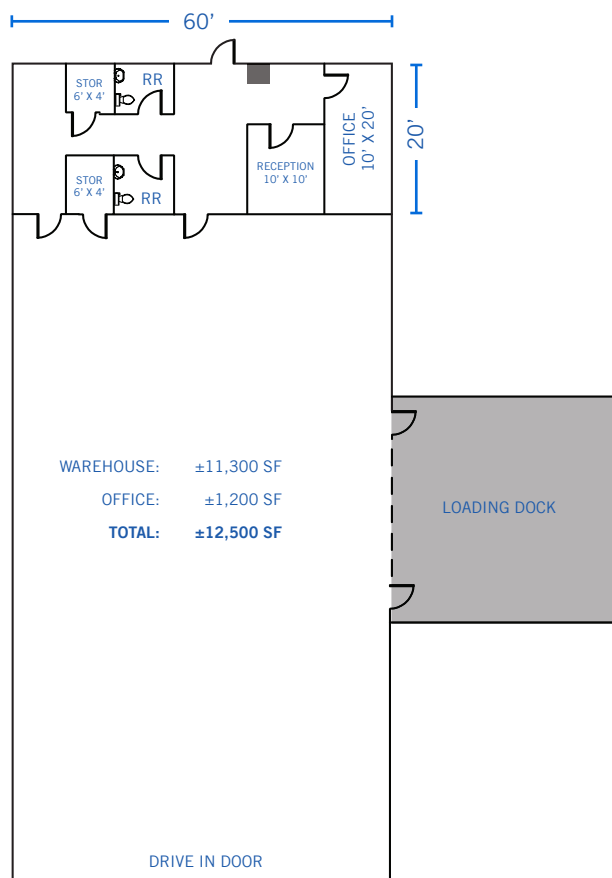 60’
STOR
6’ X 4’
RR
OFFICE
10’ X 20’
20’
RECEPTION
10’ X 10’
STOR
6’ X 4’
RR
WAREHOUSE: ±11,300 SF
OFFICE: ±1,200 SF
TOTAL: ±12,500 SF
LOADING DOCK
DRIVE IN DOOR